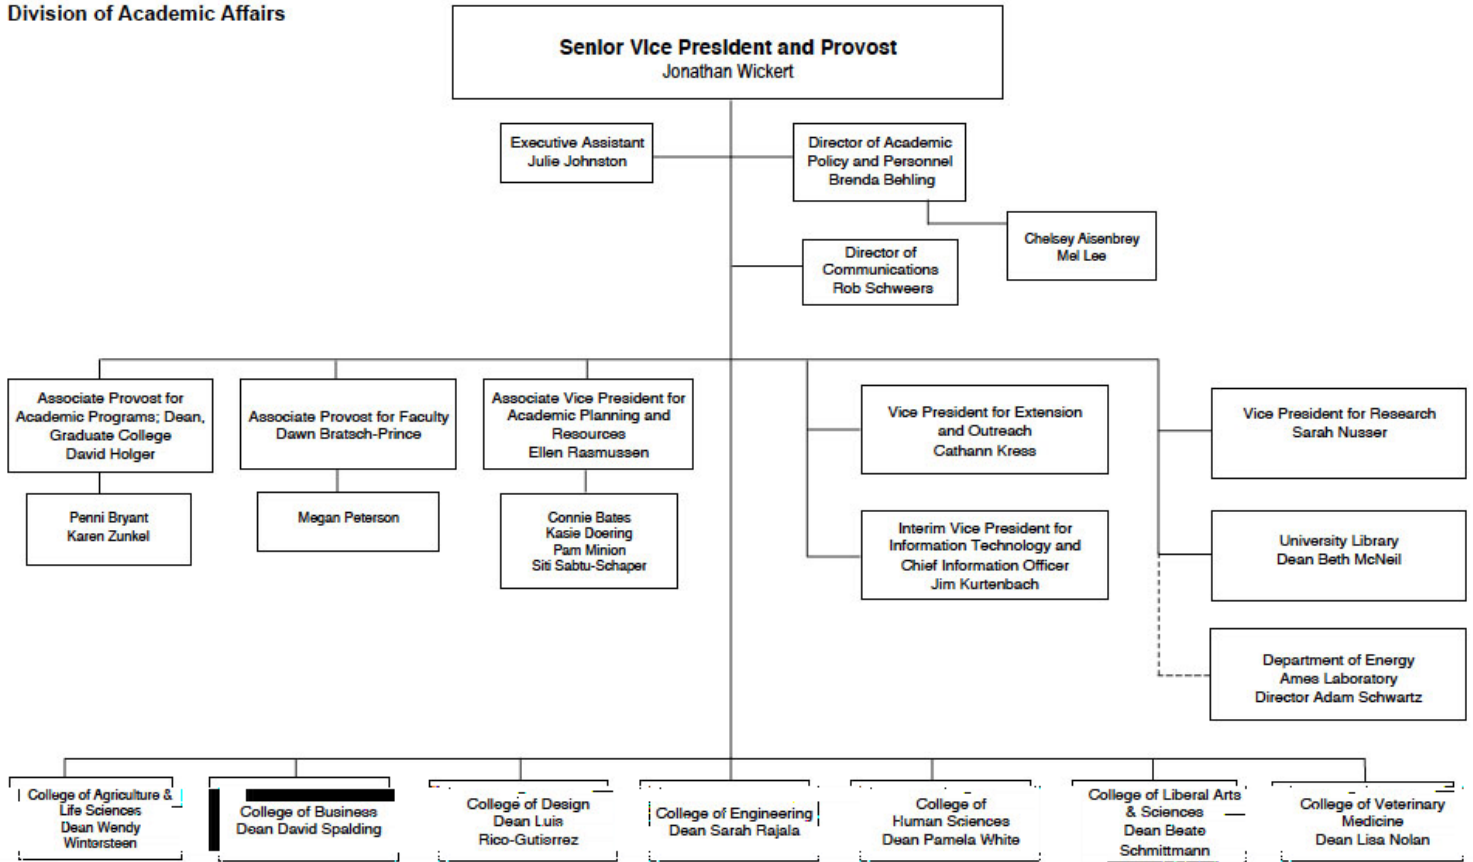 Division of Academic Affairs
Senior Vice President and Provost
Jonathan Wickert
Executive Assistant
Julie Johnston
Director of Academic
Policy and Personnel
Brenda Behling
Chelsey Aisenbrey
Mel Lee
Director of
Communications
Rob Schweers
Associate Provost for
Academic Programs; Dean,
Graduate College
David Holger
Associate Provost for Faculty
Dawn Bratsch-Prince
Associate Vice President for
Academic Planning and
Resources
Ellen Rasmussen
Vice President for Extension
and Outreach
Cathann Kress
Vice President for Research
Sarah Nusser
Penni Bryant
Karen Zunkel
Megan Peterson
Connie Bates
Kasie Doering
Pam Minion
Siti Sabtu-Schaper
Interim Vice President for
Information Technology and
Chief Information Officer
Jim Kurtenbach
University Library
Dean Beth McNeil
Department of Energy
Ames Laboratory
Director Adam Schwartz
College of Agriculture &
Life Sciences
Dean Wendy
Wintersteen
College of Business
Dean David Spalding
College of Design
Dean Luis
Rico-Gutierrez
College of Engineering
Dean Sarah Rajala
College of
Human Sciences
Dean Pamela White
College of Liberal Arts
& Sciences
Dean Beate
Schmittmann
College of Veterinary
Medicine
Dean Lisa Nolan